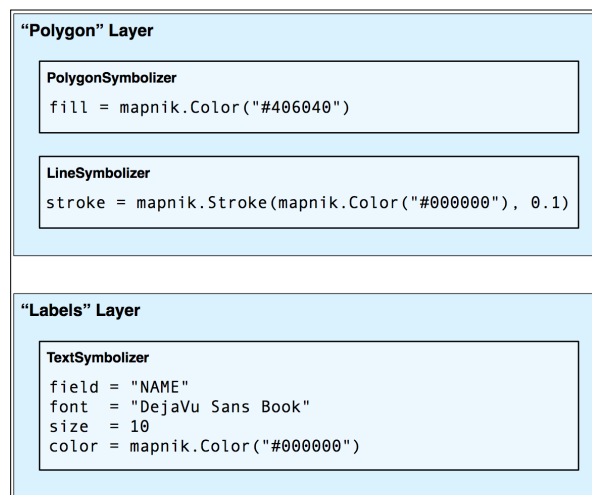 “Polygon” Layer
PolygonSymbolizer
fill = mapnik.Color("#406040")
LineSymbolizer
stroke = mapnik.Stroke(mapnik.Color("#000000"), 0.1)
“Labels” Layer
TextSymbolizer
field = "NAME"
font  = "DejaVu Sans Book"
size  = 10
color = mapnik.Color("#000000")